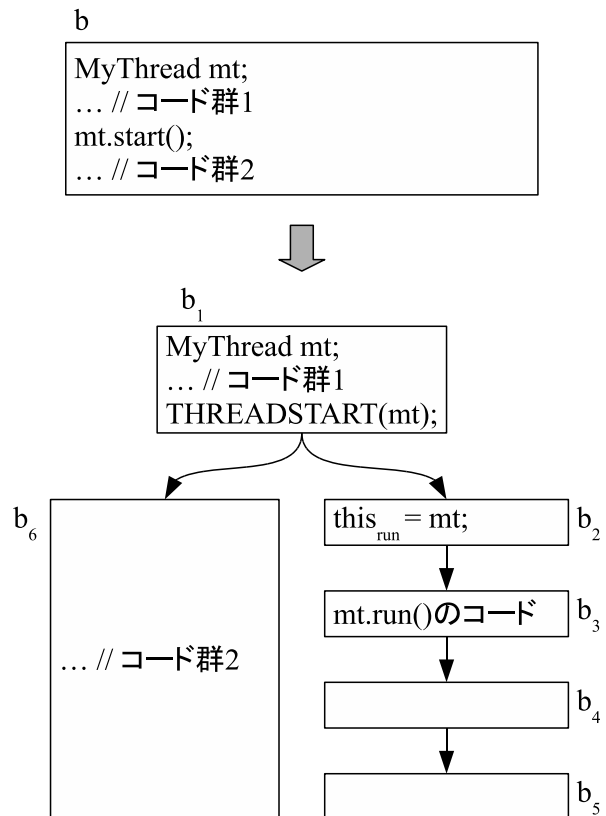 b
MyThread mt;
… // コード群1
mt.start();
… // コード群2
b1
MyThread mt;
… // コード群1
THREADSTART(mt);
b6
… // コード群2
thisrun = mt;
b2
mt.run()のコード
b3
b4
b5